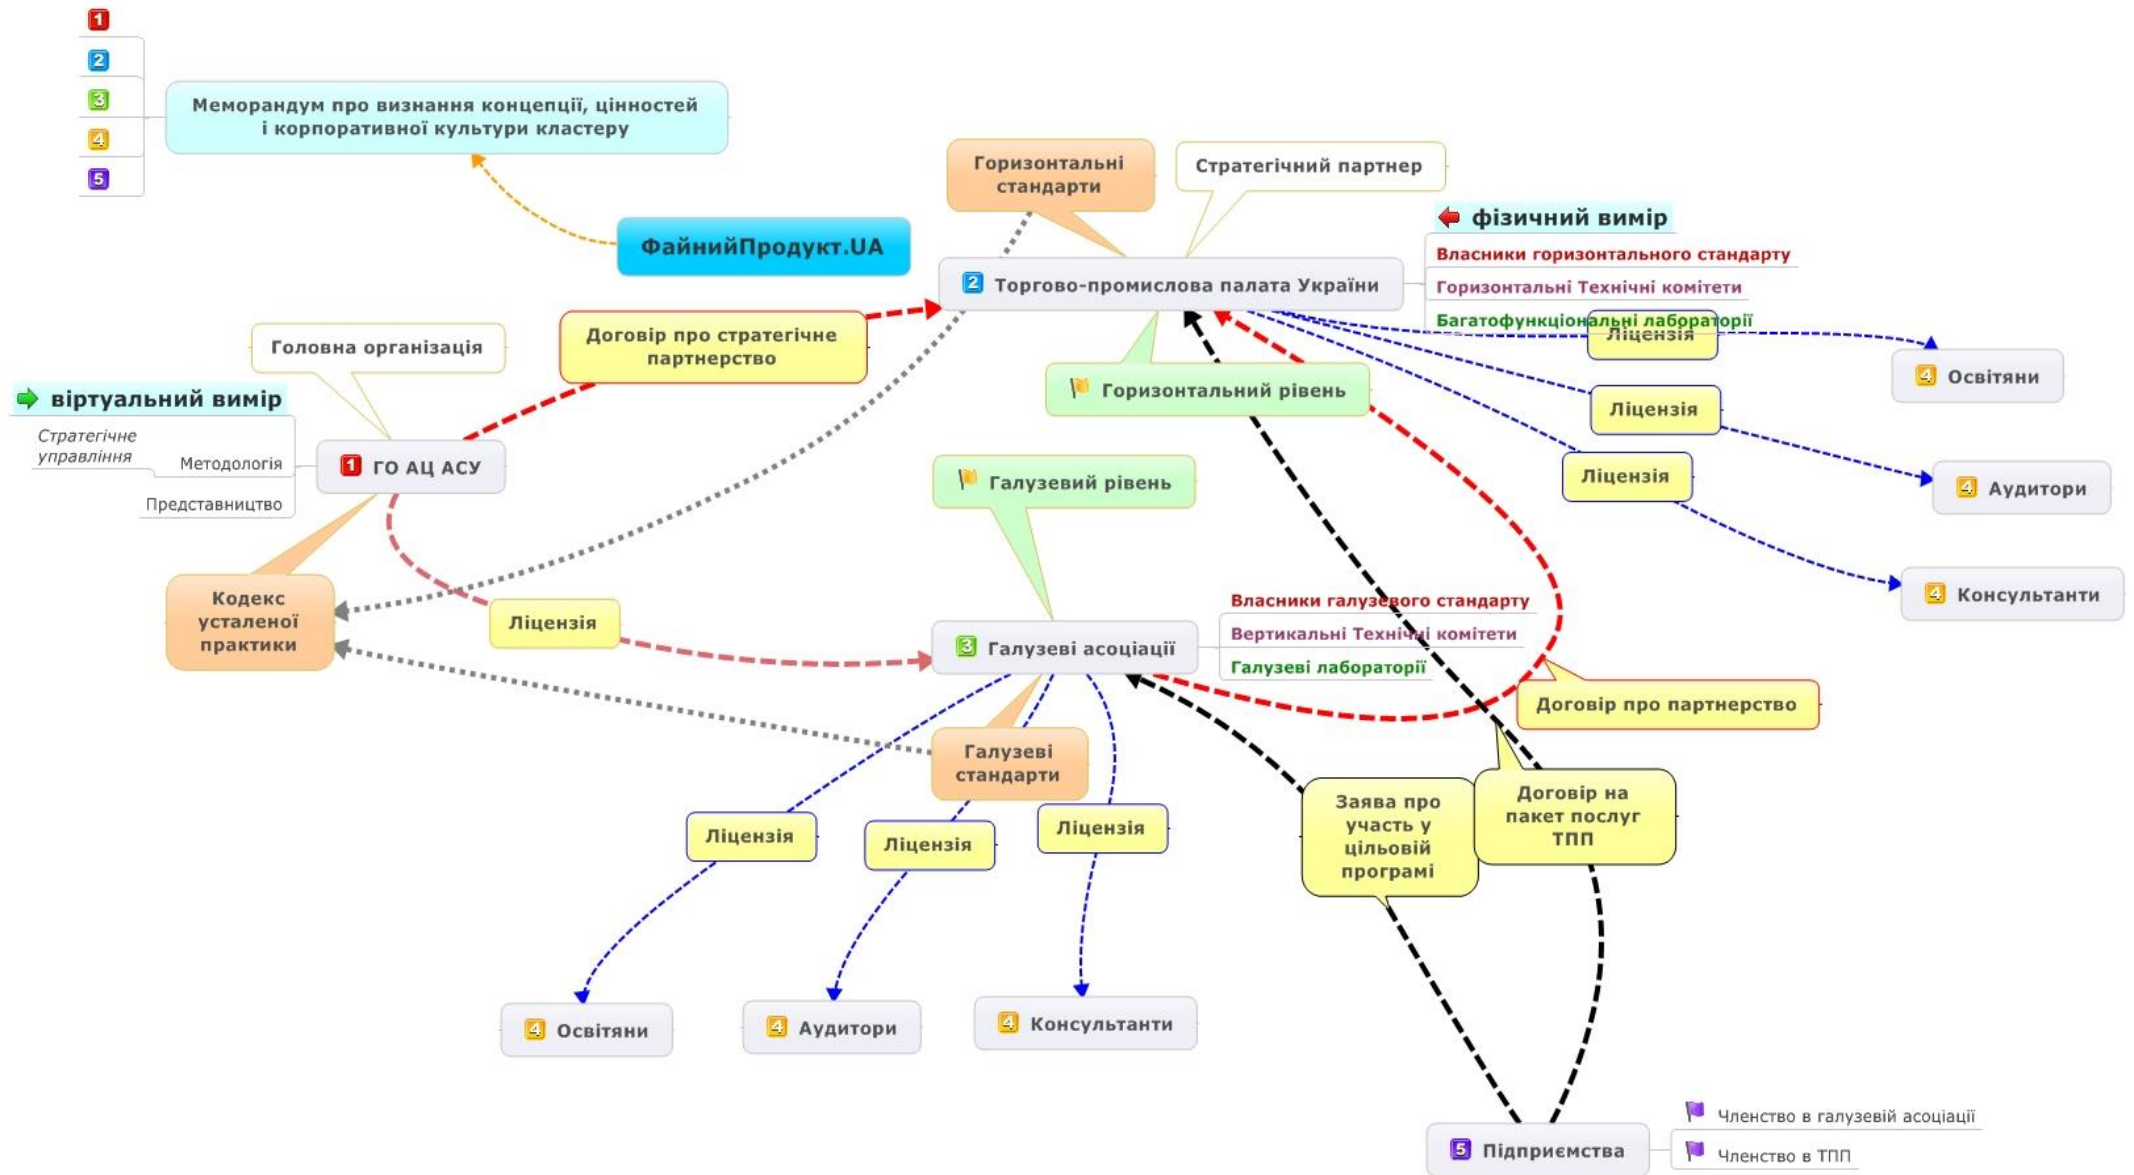 1
2
3
4
5
Меморандум про визнання концепції, цінностей
і корпоративної культури кластеру
ФайнийПродукт.UA
Горизонтальні
стандарти
Стратегічний партнер
фізичний вимір
Власники горизонтального стандарту
Горизонтальні Технічні комітети
Багатофункціональні лабораторії
2 Торгово-промислова палата України
Договір про стратегічне
партнерство
Головна організація
віртуальний вимір
Стратегічне
управління
Методологія
Представництво
1 ГО АЦ АСУ
Горизонтальний рівень
Ліцензія
4 Освітяни
Ліцензія
4 Аудитори
Ліцензія
4 Консультанти
Галузевий рівень
Кодекс
усталеної
практики
Ліцензія
3 Галузеві асоціації
Власники галузевого стандарту
Вертикальні Технічні комітети
Галузеві лабораторії
Договір про партнерство
Галузеві
стандарти
Ліцензія
Ліцензія
Ліцензія
Заява про
участь у
цільовій
програмі
Договір на
пакет послуг
ТПП
4 Освітяни
4 Аудитори
4 Консультанти
5 Підприємства
Членство в галузевій асоціації
Членство в ТПП